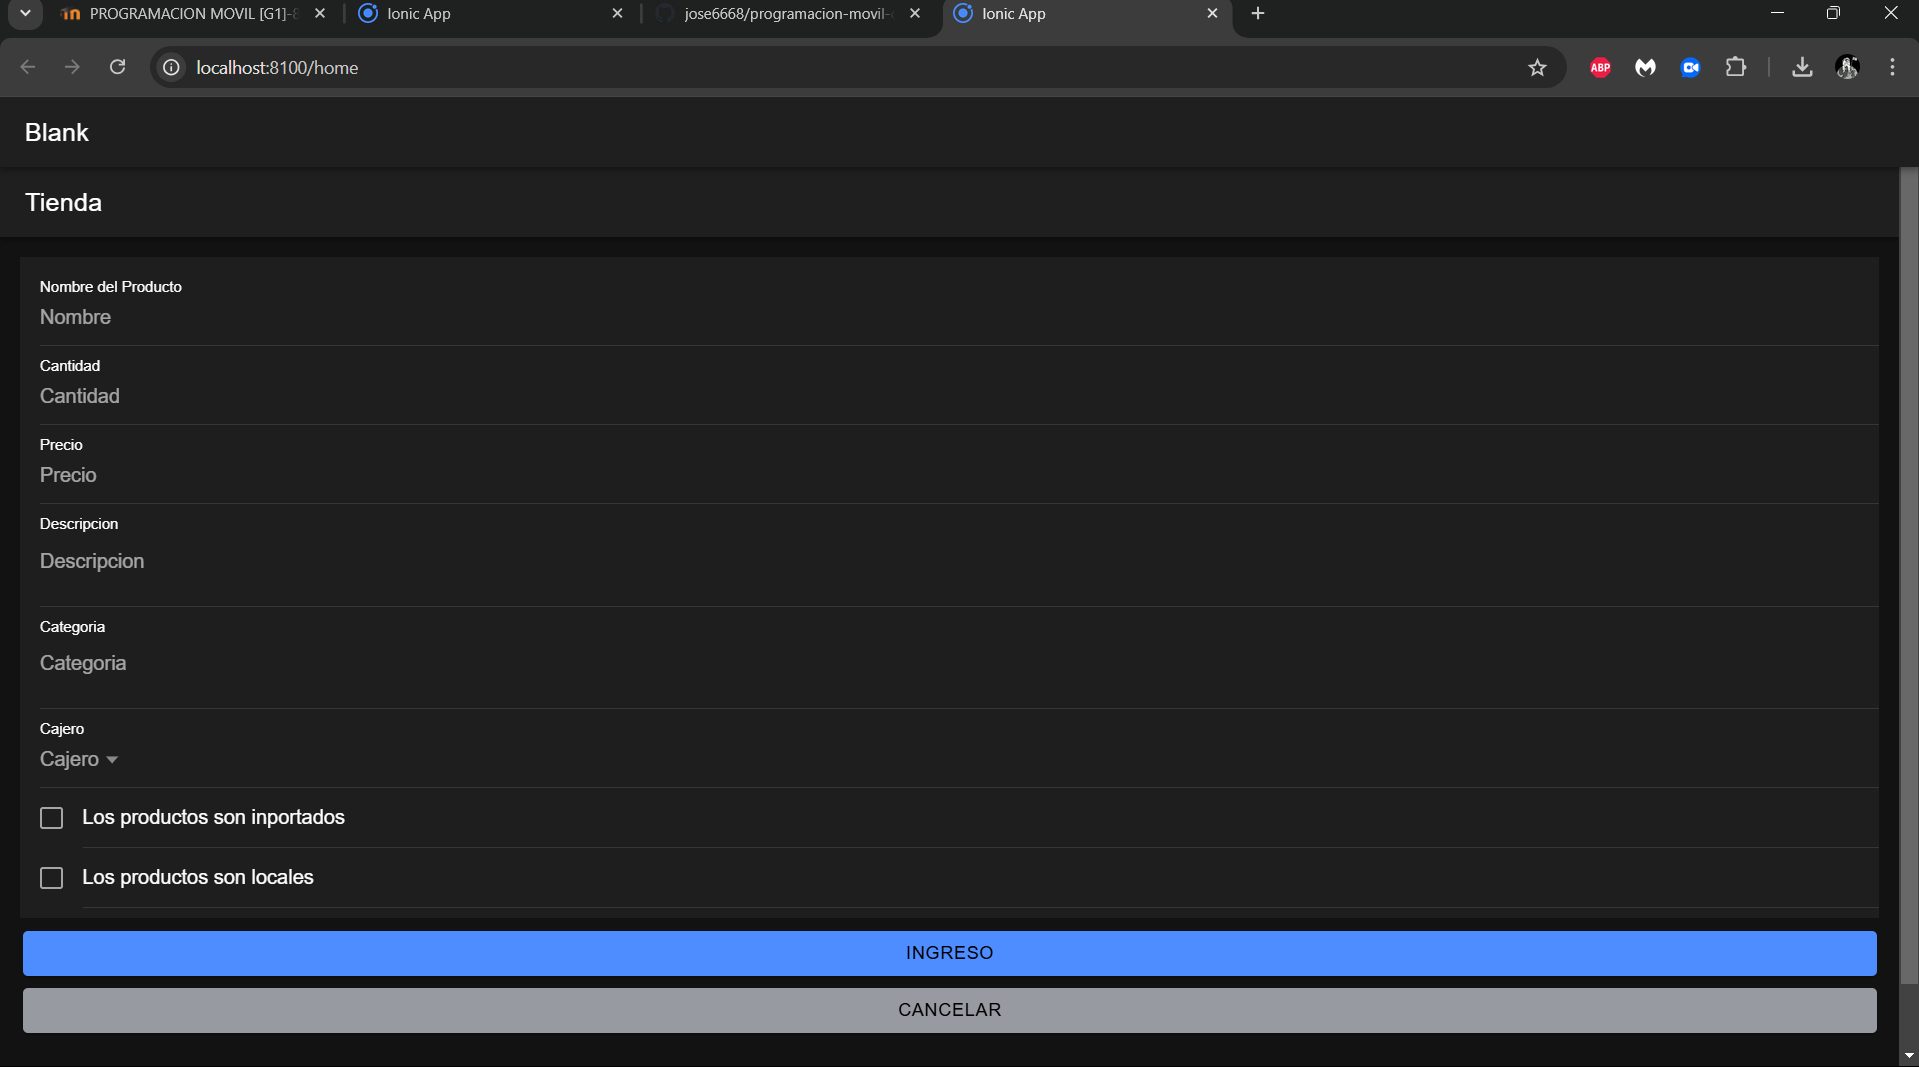 PROGRAMACION MOVIL [G1]-8
Ionic App
jose6668/programacion-movil-
Ionic App
localhost:8100/home
ABP
Blank
Tienda
Nombre del Producto
Nombre
Cantidad
Cantidad
Precio
Precio
Descripcion
Descripcion
Categoria
Categoria
Cajero
Cajero
Los productos son inportados
Los productos son locales
INGRESO
CANCELAR